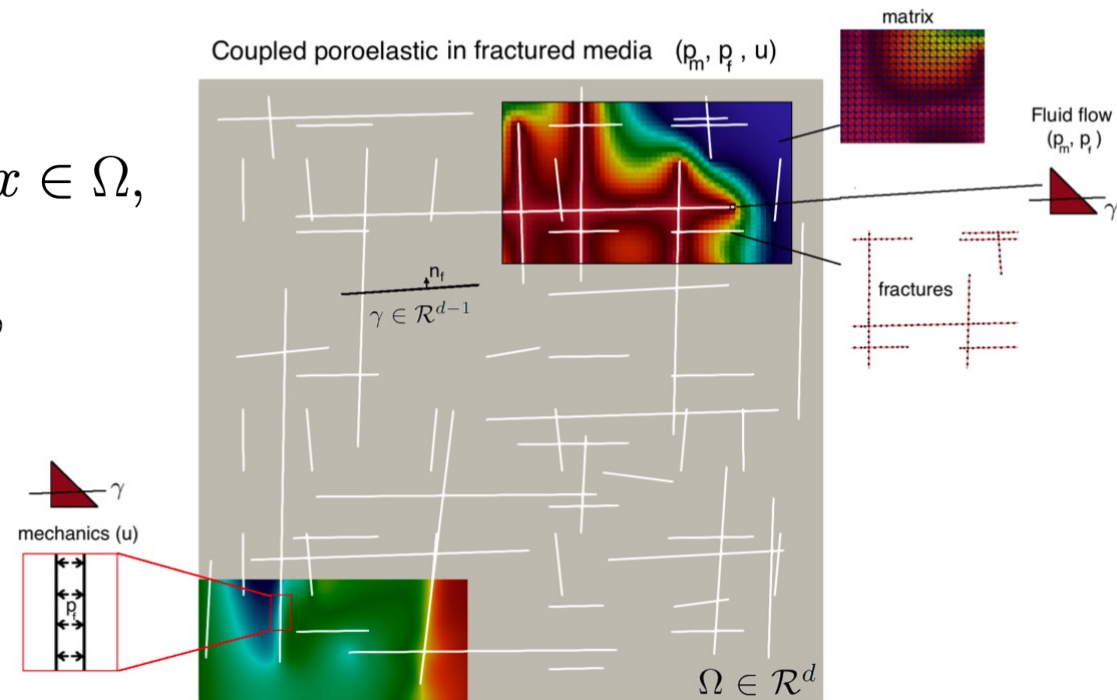 matrix
Coupled poroelastic in fractured media (p_m, p_f , u)
Fluid flow
(p_m, p_f )
x ∈ Ω,
γ
n_f
fractures
γ ∈ ℛ^{d−1}
γ
mechanics (u)
p_f
Ω ∈ ℛ^d